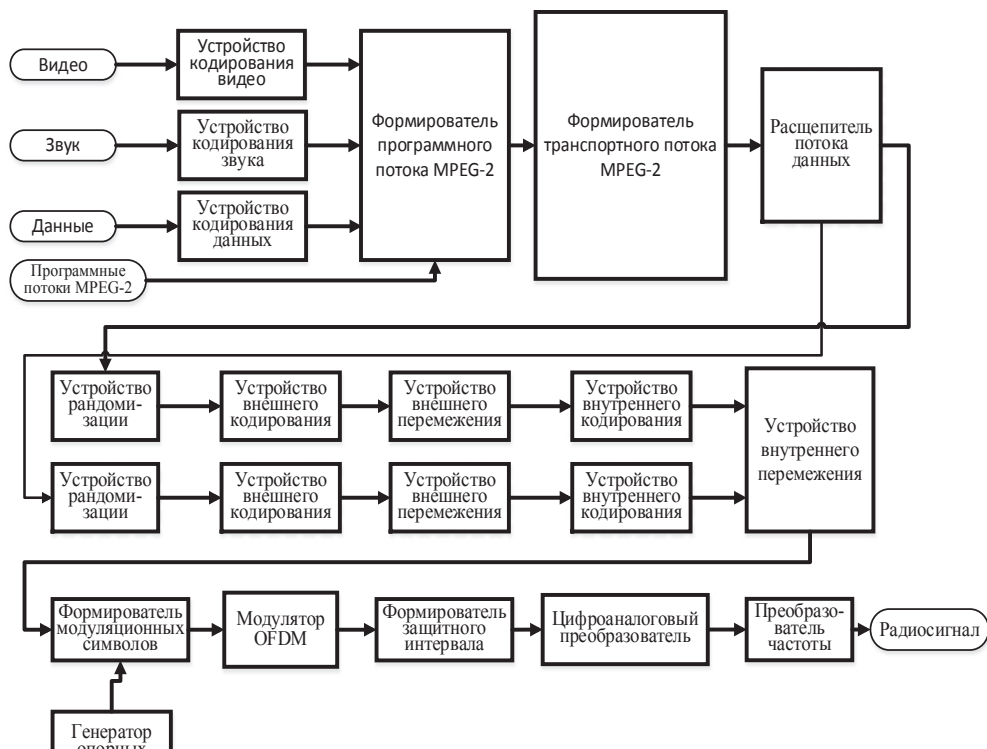 Видео
Устройство
кодирования
видео
Звук
Устройство
кодирования
звука
Данные
Устройство
кодирования
данных
Программные
потоки MPEG-2
Формирователь
программного
потока MPEG-2
Формирователь
транспортного потока
MPEG-2
Расщепитель
потока
данных
Устройство
рандоми-
зации
Устройство
внешнего
кодирования
Устройство
внешнего
перемежения
Устройство
внутреннего
кодирования
Устройство
рандоми-
зации
Устройство
внешнего
кодирования
Устройство
внешнего
перемежения
Устройство
внутреннего
кодирования
Устройство
внутреннего
перемежения
Формирователь
модуляционных
символов
Модулятор
OFDM
Формирователь
защитного
интервала
Цифроаналоговый
преобразователь
Преобразо-
ватель
частоты
Радиосигнал
Генератор
опорных